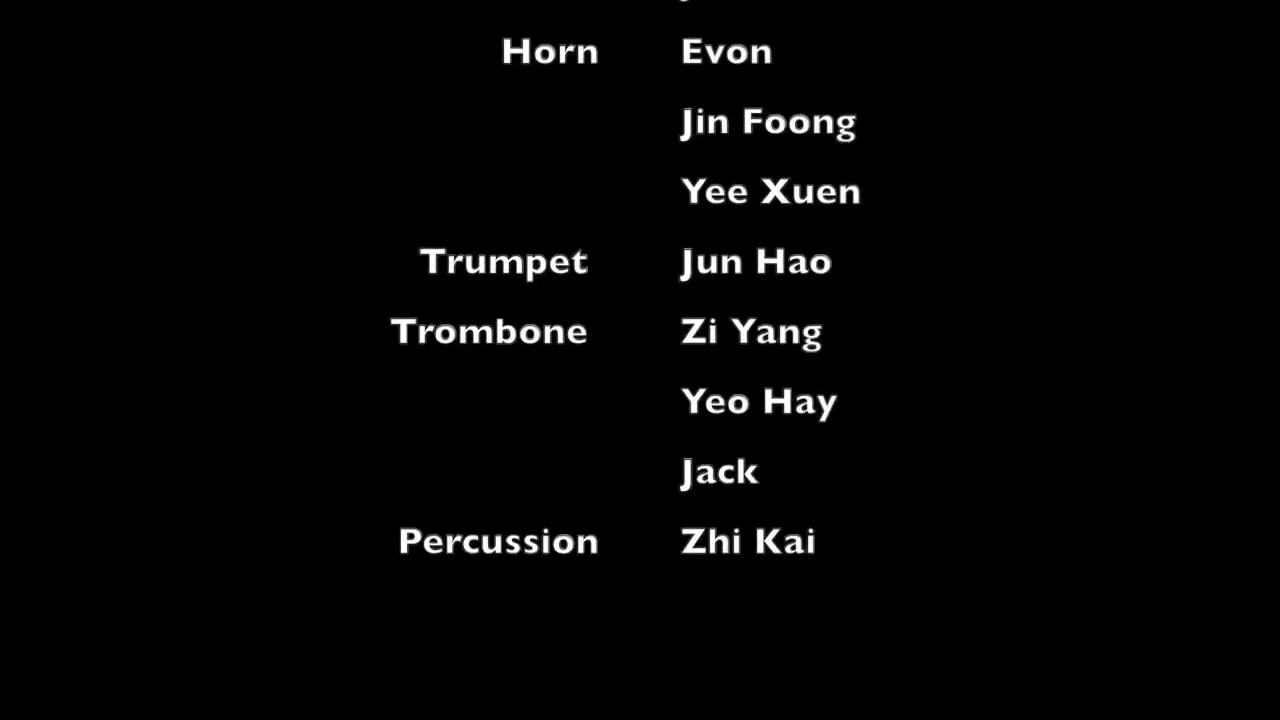 Horn Evon
Jin Foong
Yee Xuen
Trumpet Jun Hao
Trombone Zi Yang
Yeo Hay
Jack
Percussion Zhi Kai